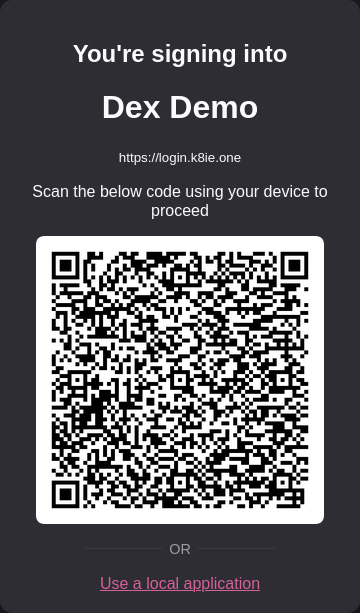 You're signing into
Dex Demo
https://login.k8ie.one
Scan the below code using your device to
proceed
OR
Use a local application